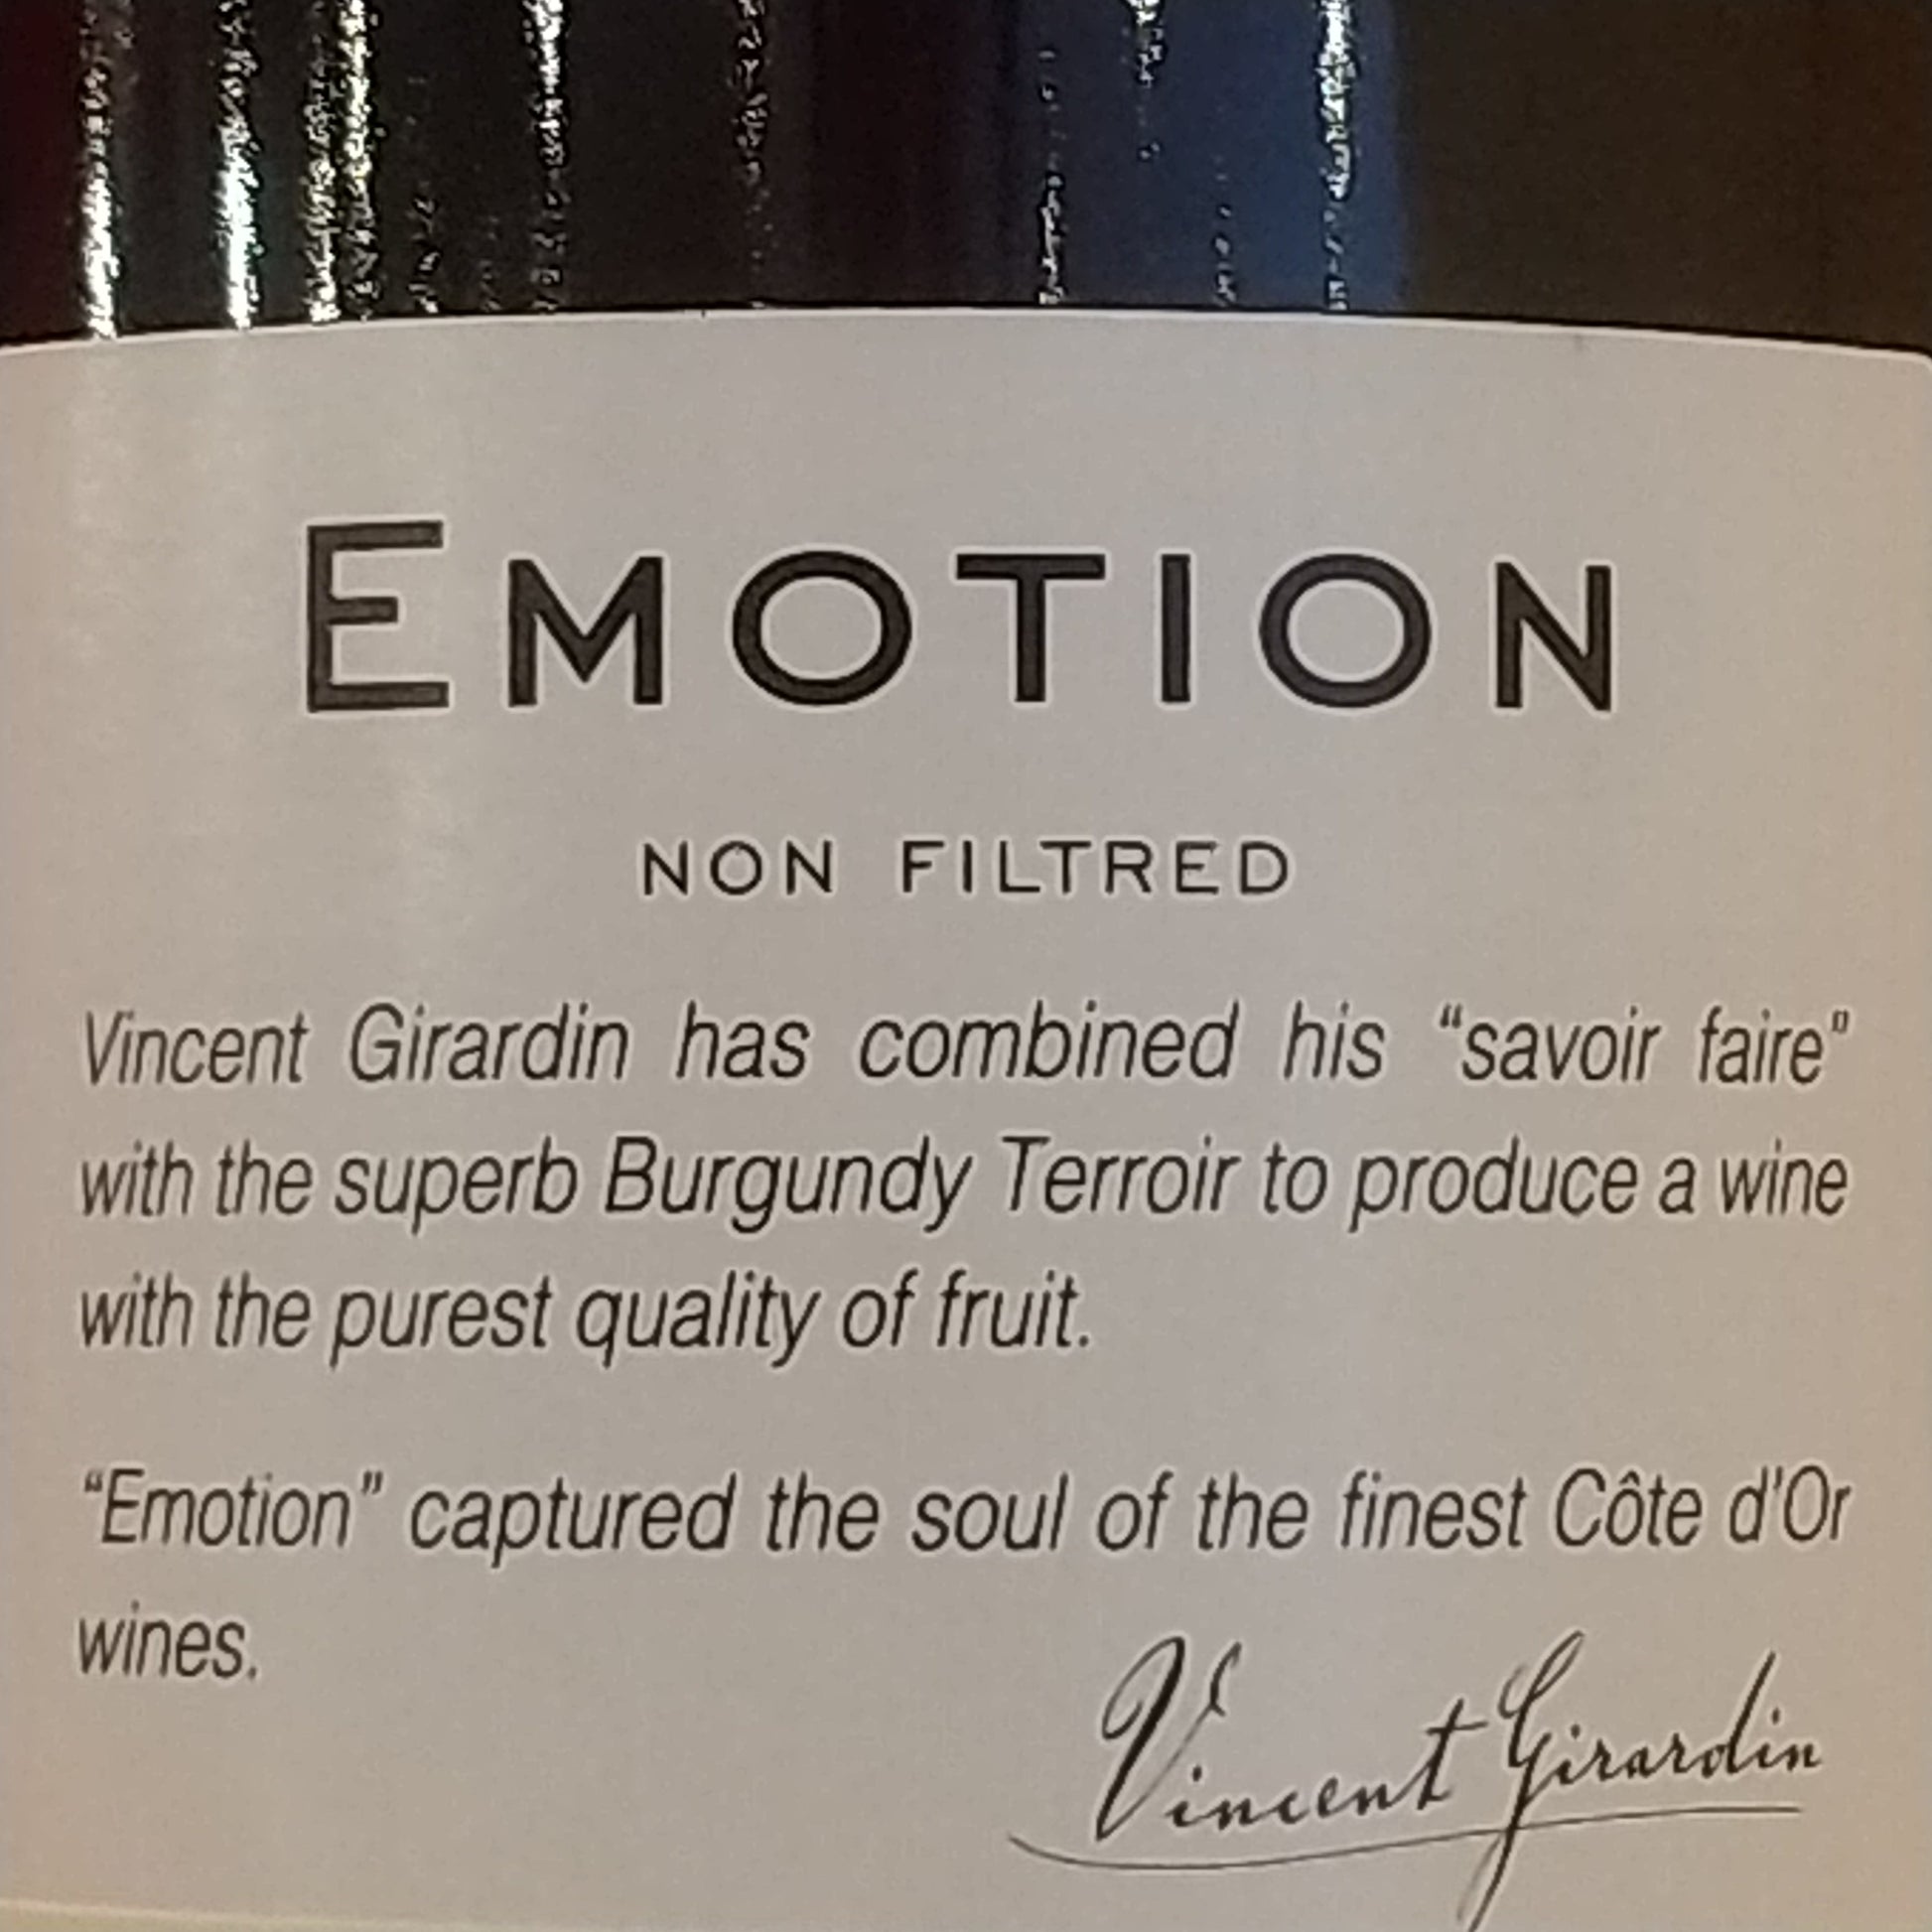 EMOTION
NON FILTRED
Vincent Girardin has combined his “savoir faire”
with the superb Burgundy Terroir to produce a wine
with the purest quality of fruit.
“Emotion” captured the soul of the finest Côte d'Or
wines.
Vincent Girardin